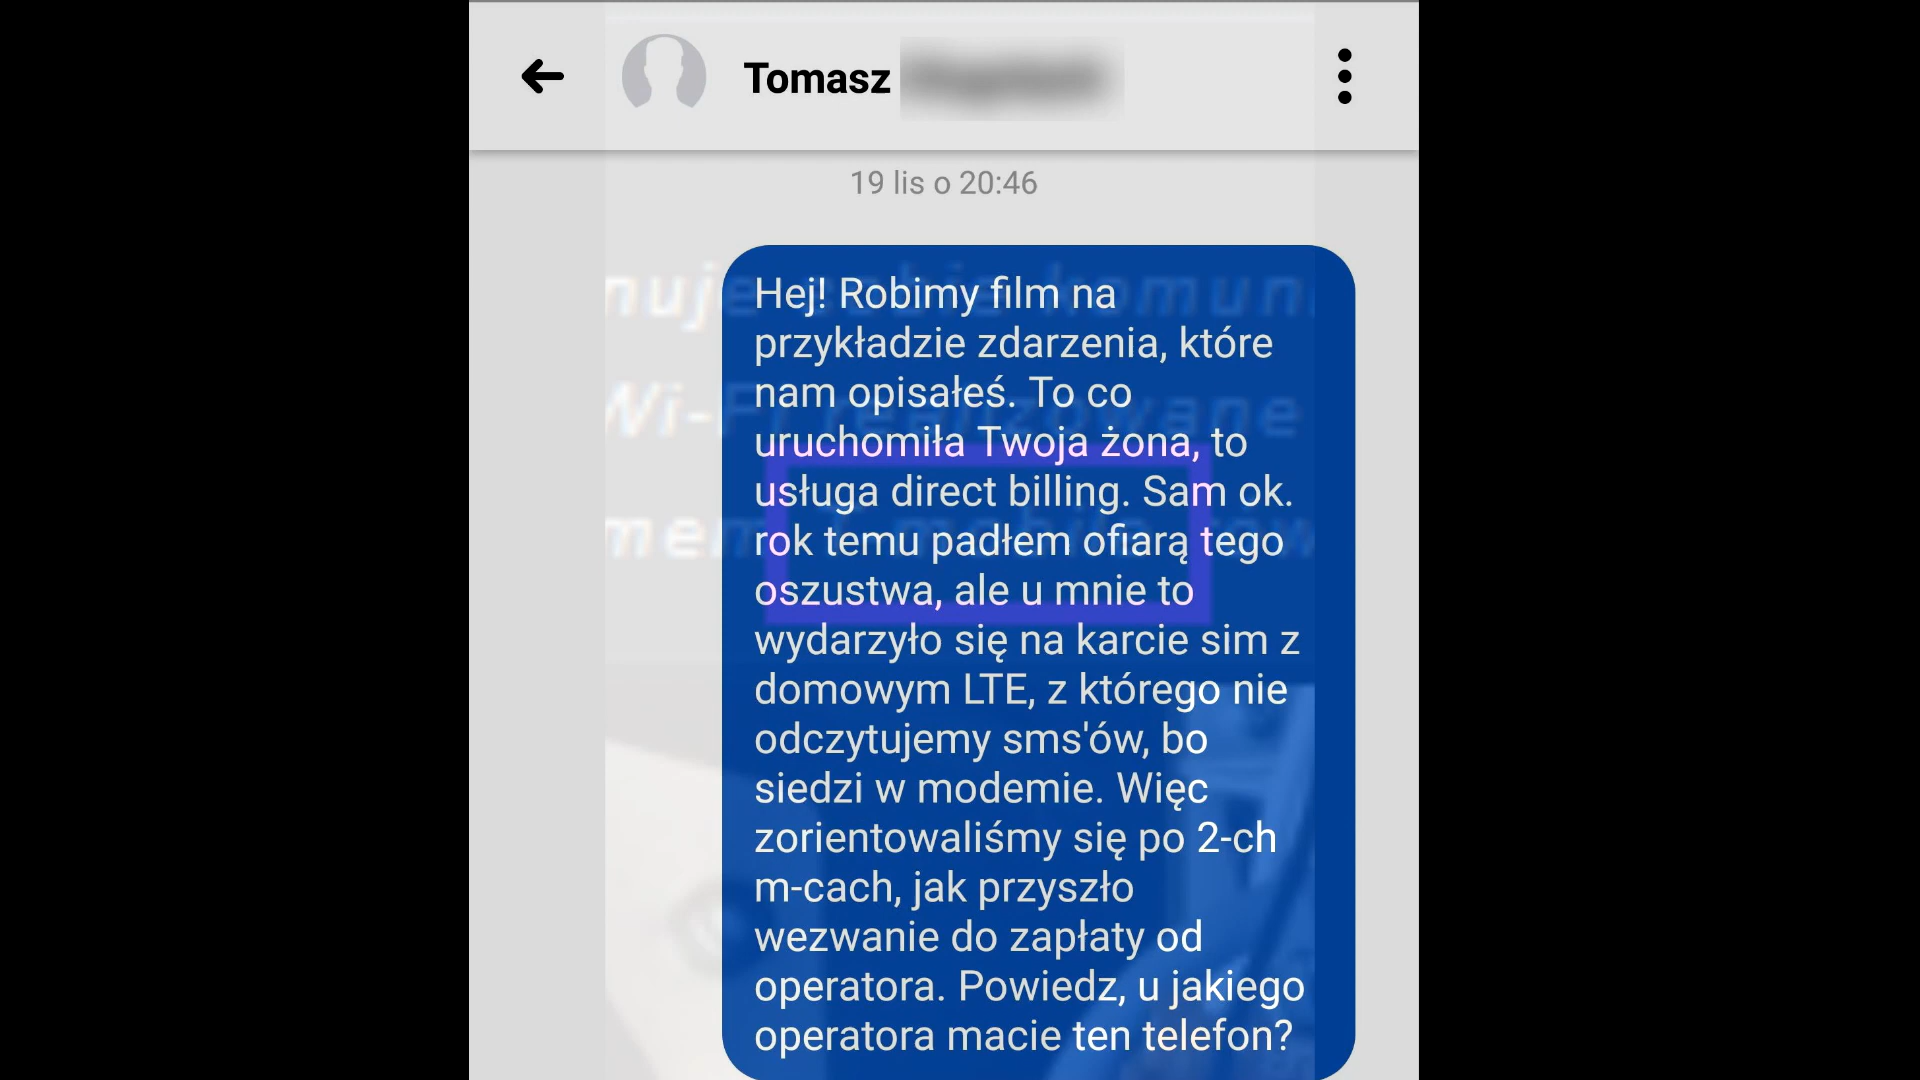 Tomasz
19 lis o 20:46
Hej! Robimy film na
przykładzie zdarzenia, które
nam opisałeś. To co
uruchomiła Twoja żona, to
usługa direct billing. Sam ok.
rok temu padłem ofiarą tego
oszustwa, ale u mnie to
wydarzyło się na karcie sim z
domowym LTE, z którego nie
odczytujemy sms'ów, bo
siedzi w modemie. Więc
zorientowaliśmy się po 2-ch
m-cach, jak przyszło
wezwanie do zapłaty od
operatora. Powiedz, u jakiego
operatora macie ten telefon?